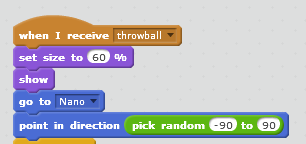 when I receive throwball
set size to 60 %
show
go to Nano
point in direction pick random -90 to 90